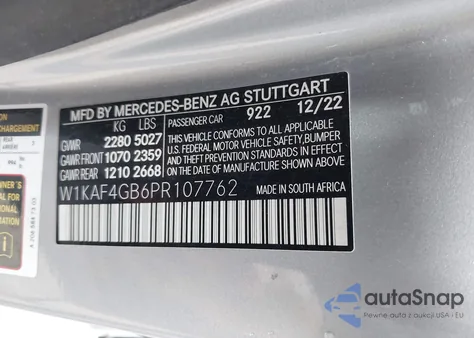 MFD BY MERCEDES-BENZ AG STUTTGART
KG LBS
GVWR 2280 5027
GAWR FRONT 1070 2359
GAWR REAR 1210 2668
PASSENGER CAR 922 12/22
THIS VEHICLE CONFORMS TO ALL APPLICABLE
U.S. FEDERAL MOTOR VEHICLE SAFETY, BUMPER,
AND THEFT PREVENTION STANDARDS IN EFFECT ON THE
DATE OF MANUFACTURE SHOWN ABOVE.
W1KAF4GB6PR107762
MADE IN SOUTH AFRICA
CHARGEMENT
autoSnap
Pewne auta z aukcji USA i EU